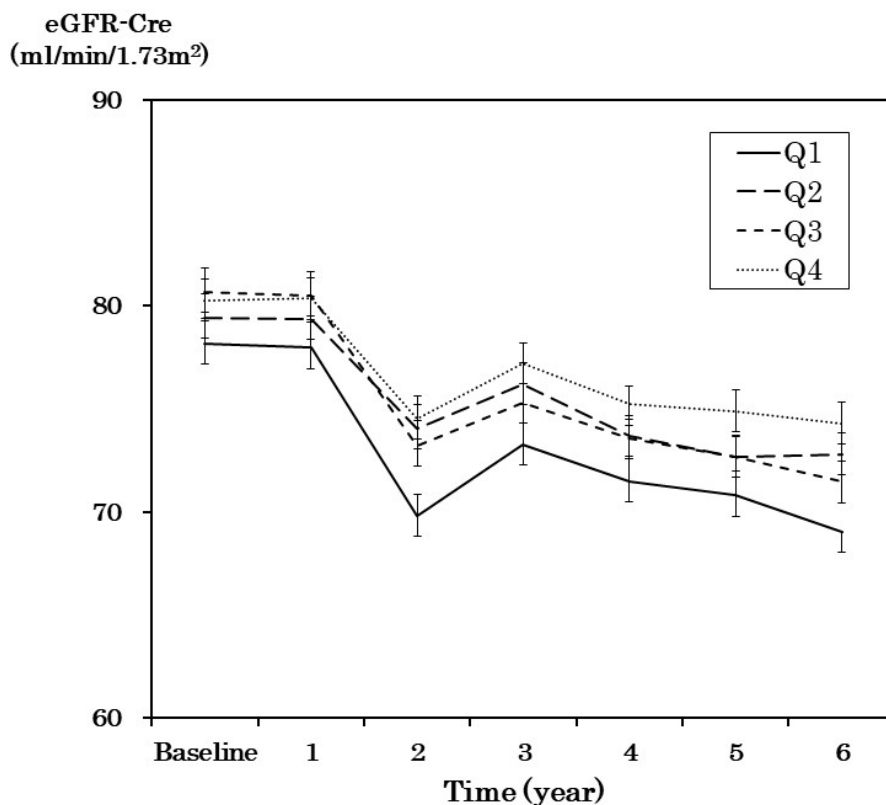 eGFR-Cre
(ml/min/1.73m²)
90
Q1
Q2
Q3
Q4
80
70
60
Baseline 1 2 3 4 5 6
Time (year)